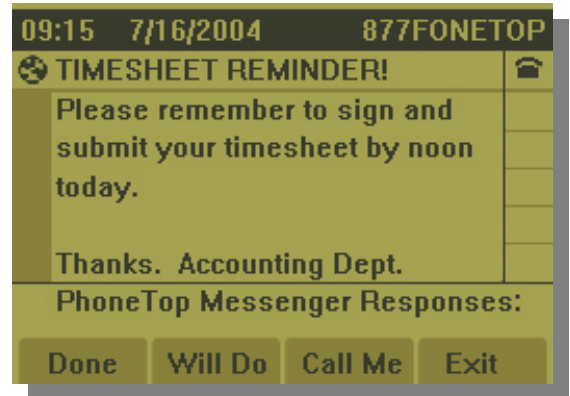 09:15 7/16/2004 877FONETOP
TIMESHEET REMINDER!
Please remember to sign and
submit your timesheet by noon
today.
Thanks. Accounting Dept.
PhoneTop Messenger Responses:
Done Will Do Call Me Exit